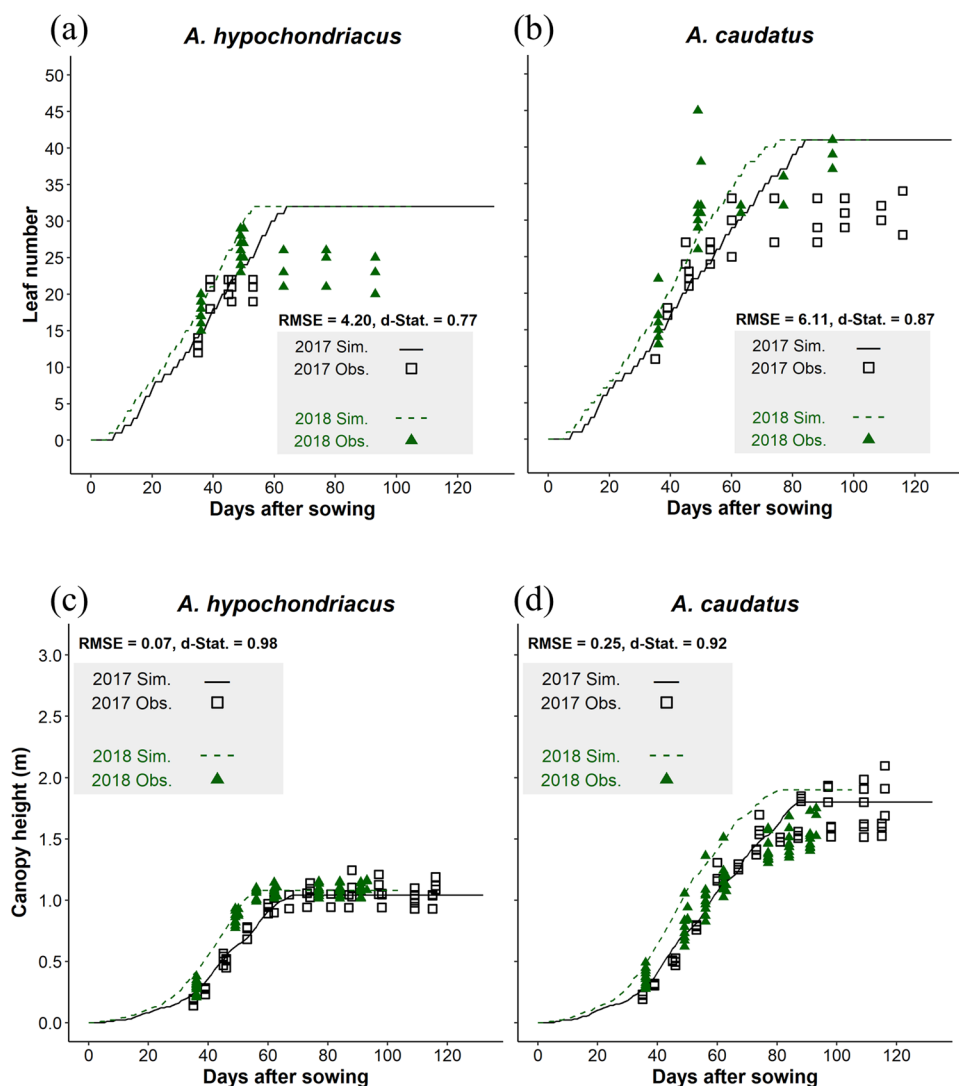 (a)
A. hypochondriacus
Leaf number
50
45
40
35
30
25
20
15
10
5
0
RMSE = 4.20, d-Stat. = 0.77
2017 Sim.
2017 Obs.
2018 Sim.
2018 Obs.
0 20 40 60 80 100 120
Days after sowing
(b)
A. caudatus
RMSE = 6.11, d-Stat. = 0.87
2017 Sim.
2017 Obs.
2018 Sim.
2018 Obs.
0 20 40 60 80 100 120
Days after sowing
(c)
A. hypochondriacus
Canopy height (m)
3.0
2.5
2.0
1.5
1.0
0.5
0.0
RMSE = 0.07, d-Stat. = 0.98
2017 Sim.
2017 Obs.
2018 Sim.
2018 Obs.
0 20 40 60 80 100 120
Days after sowing
(d)
A. caudatus
RMSE = 0.25, d-Stat. = 0.92
2017 Sim.
2017 Obs.
2018 Sim.
2018 Obs.
0 20 40 60 80 100 120
Days after sowing